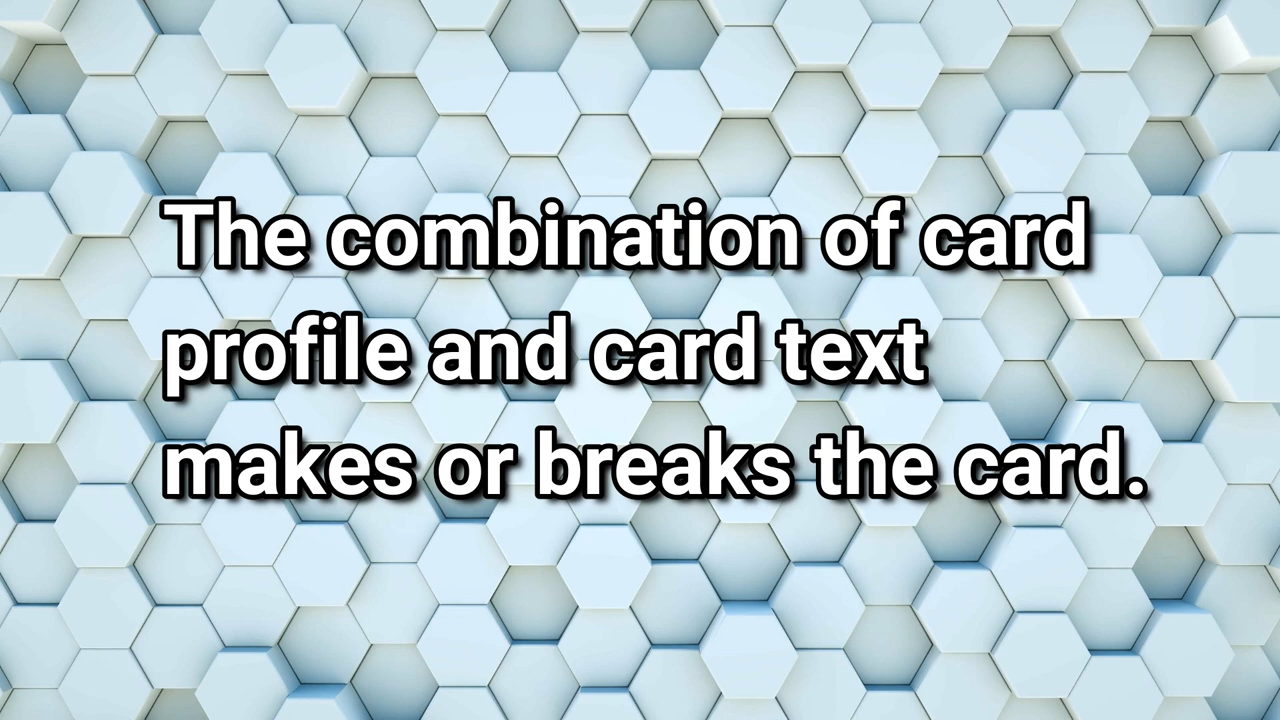 The combination of card
profile and card text
makes or breaks the card.